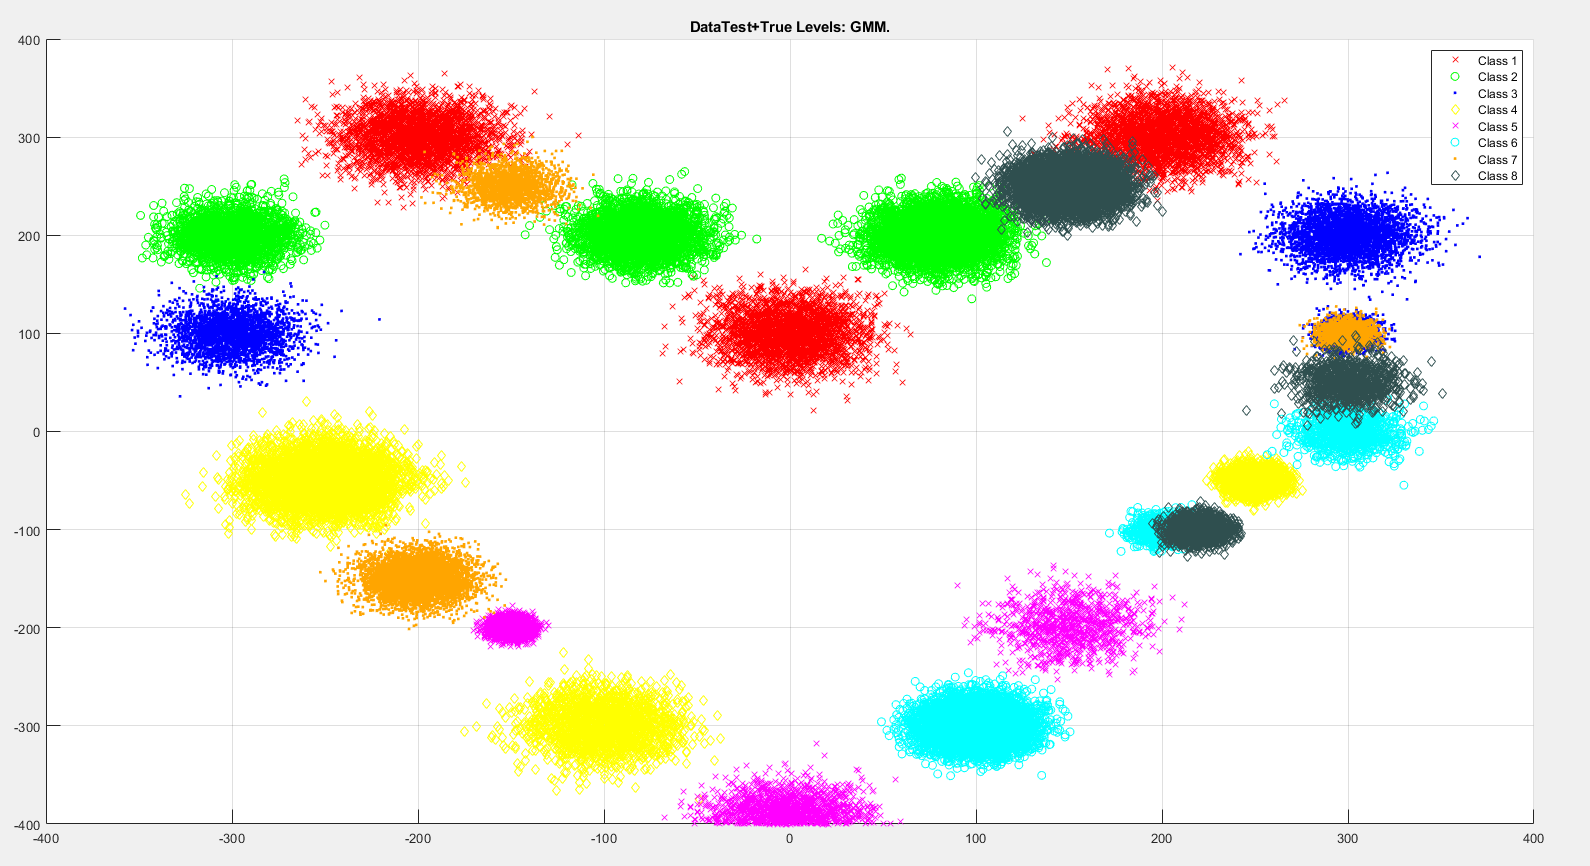 DataTest+True Levels: GMM.
Class 1
Class 2
Class 3
Class 4
Class 5
Class 6
Class 7
Class 8
400
300
200
100
0
-100
-200
-300
-400
-400 -300 -200 -100 0 100 200 300 400